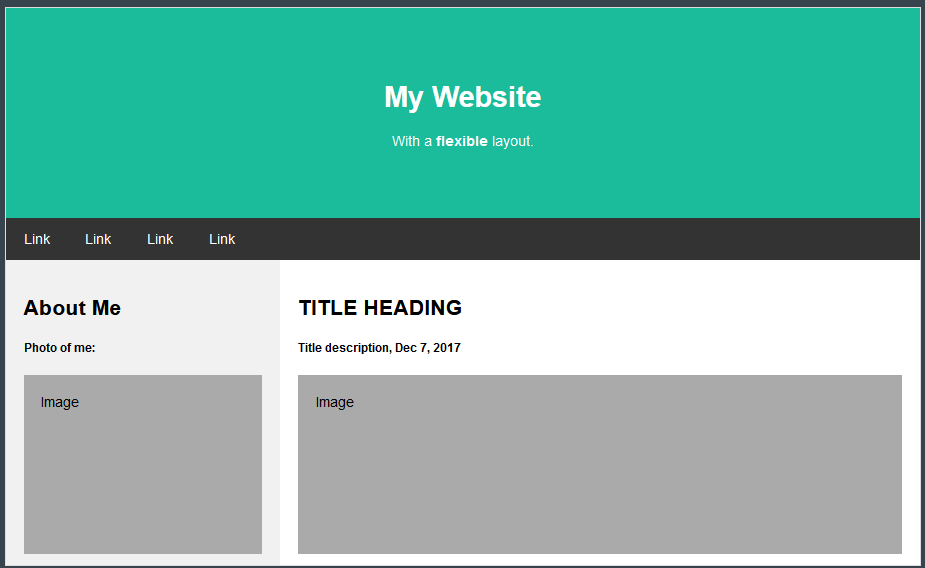 My Website
With a flexible layout.
Link Link Link Link
About Me
Photo of me:
Image
TITLE HEADING
Title description, Dec 7, 2017
Image